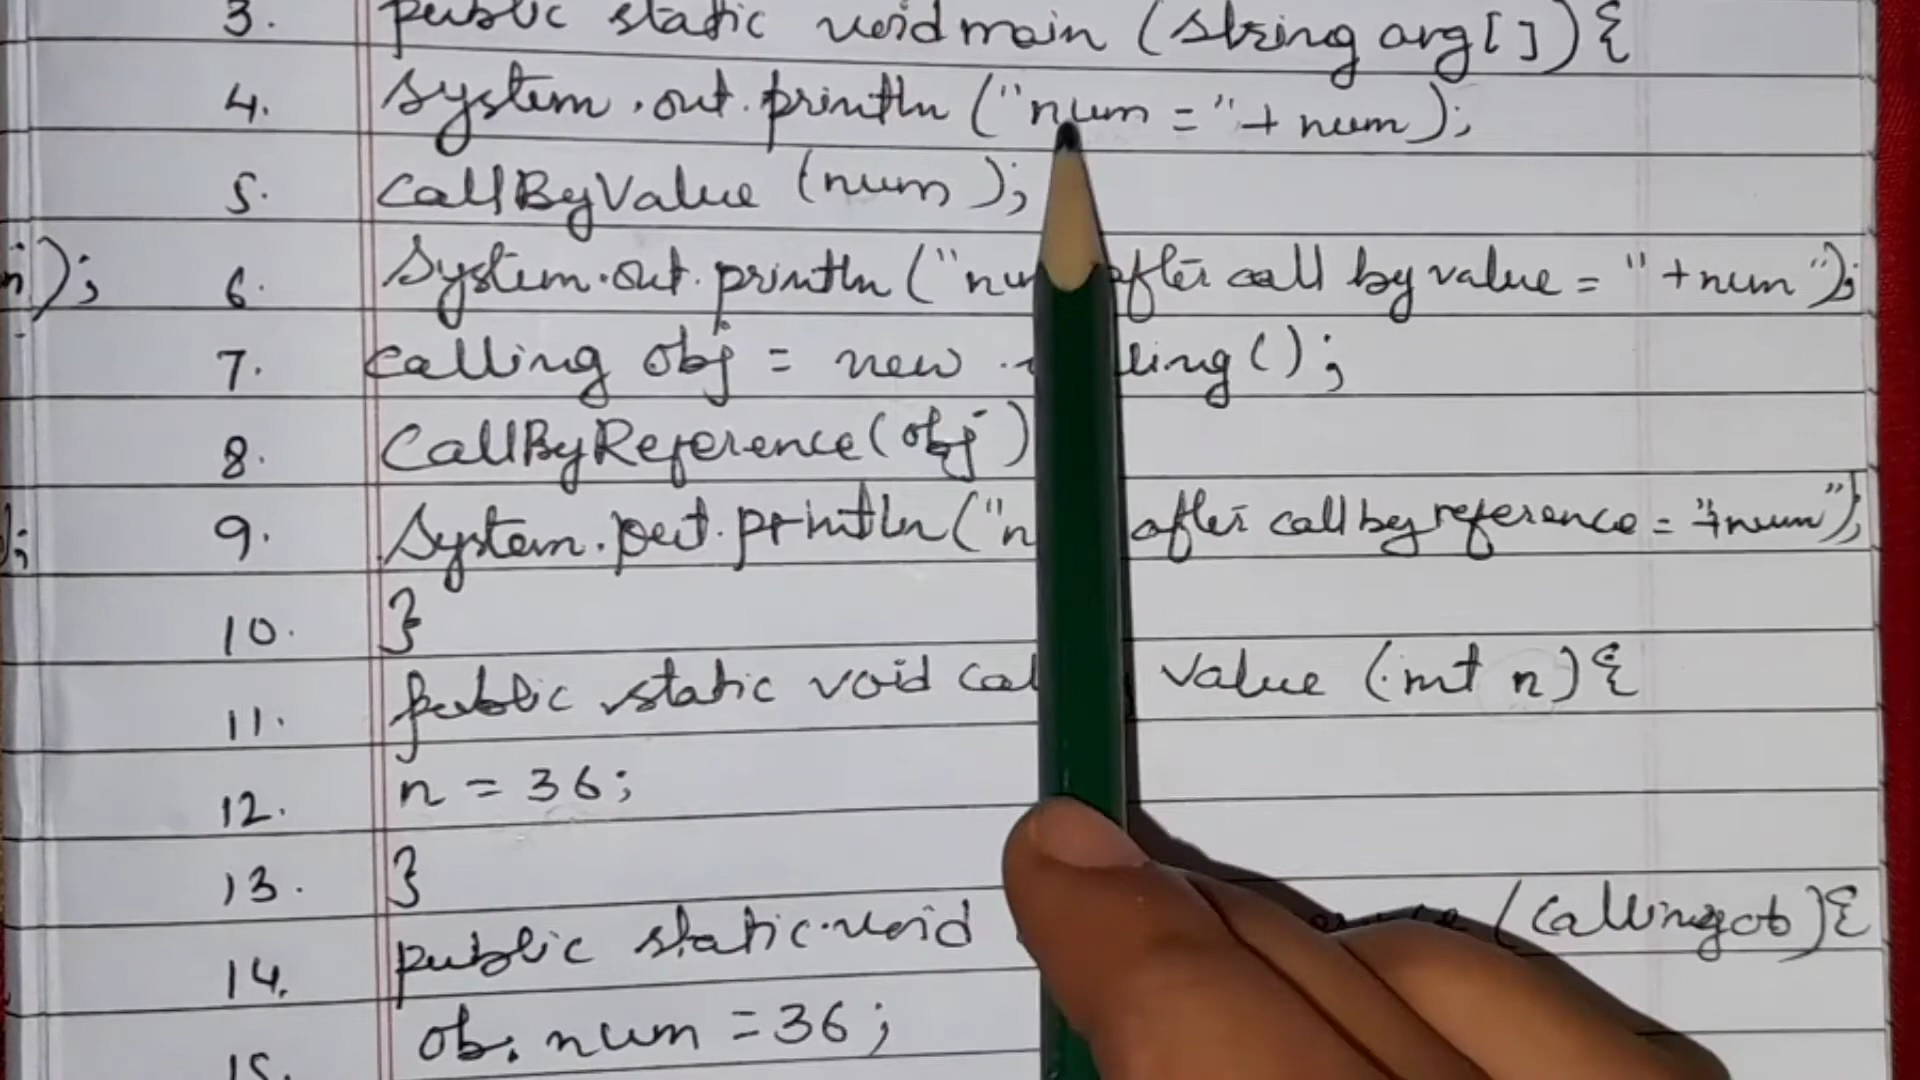 3. public static void main (string arg[]){
4. System.out.println ("num ="+ num);
5. CallByValue (num);
n); 6. System.out.println ("nu after call by value = " +num");
7. Calling obj = new ling();
8. CallByReference(obj)
; 9. System.out.println ("n after call by reference = "+num");
10. }
11. public static void cal value (int n){
12. n = 36;
13. }
14. public static void (Calling ob){
15. ob. num = 36;